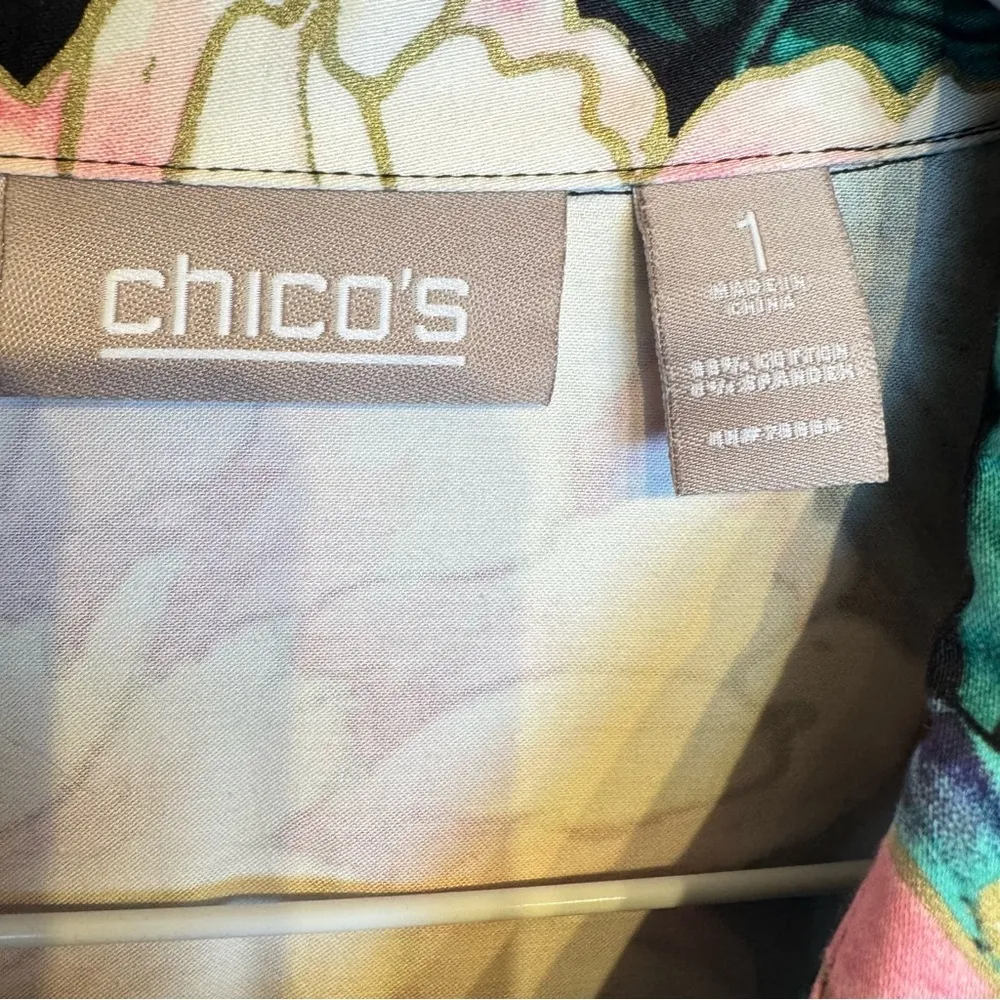 chico's
1
MADE IN
CHINA
COTTON
SPANDEX